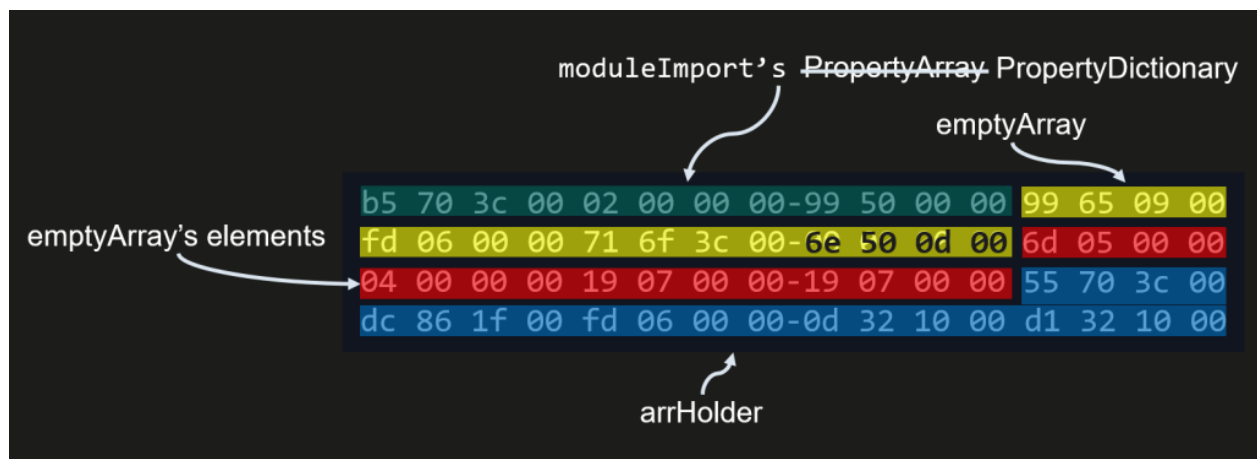 moduleImport’s PropertyArray PropertyDictionary
emptyArray
b5 70 3c 00 02 00 00 00-99 50 00 00 99 65 09 00
emptyArray’s elements
fd 06 00 00 71 6f 3c 00-6e 50 0d 00 6d 05 00 00
04 00 00 00 19 07 00 00-19 07 00 00 55 70 3c 00
dc 86 1f 00 fd 06 00 00-0d 32 10 00 d1 32 10 00
arrHolder